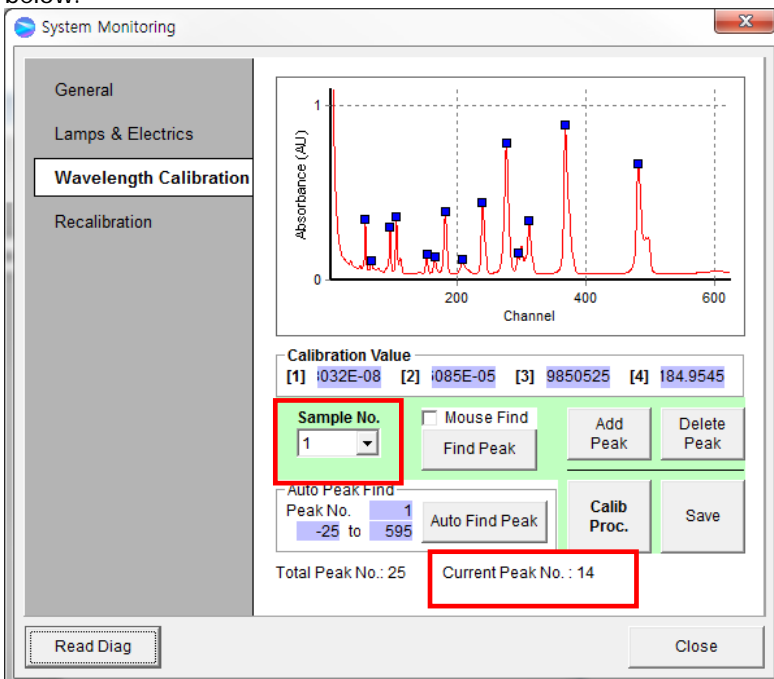 below:
System Monitoring
x
General
Lamps & Electrics
Wavelength Calibration
Recalibration
Absorbance (AU)
1
0
200
400
600
Channel
Calibration Value
[1] 032E-08 [2] 085E-05 [3] 9850525 [4] 184.9545
Sample No.
1
Mouse Find
Find Peak
Add Peak
Delete Peak
Auto Peak Find
Peak No. 1
-25 to 595
Auto Find Peak
Calib Proc.
Save
Total Peak No.: 25
Current Peak No. : 14
Read Diag
Close